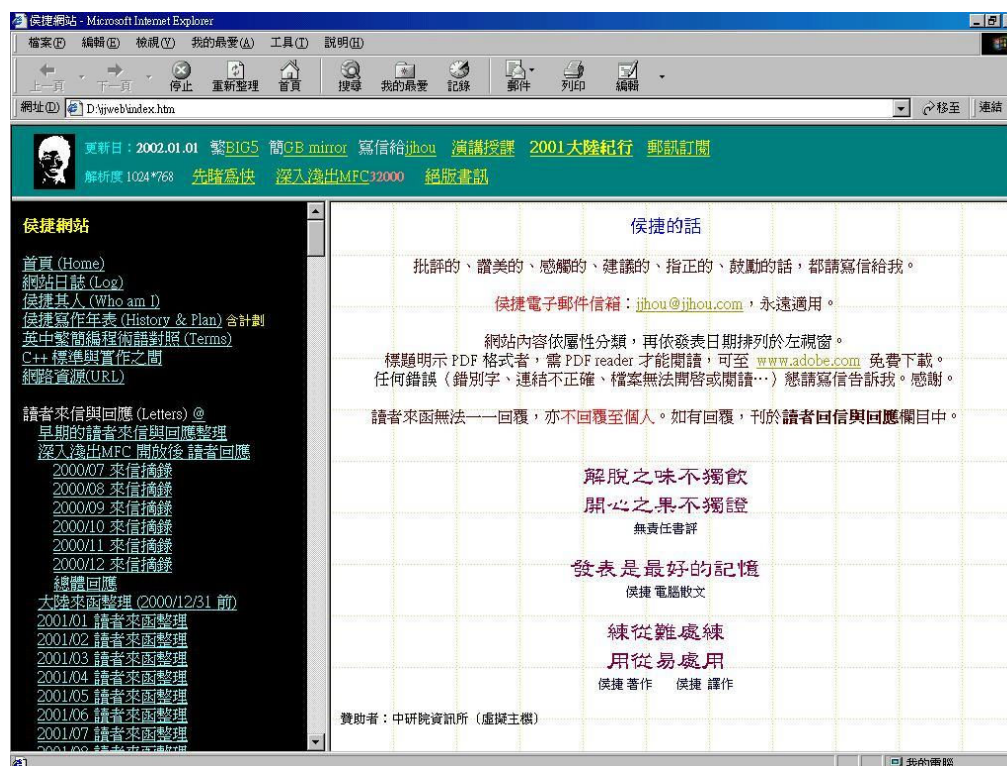 侯捷網站 - Microsoft Internet Explorer
檔案(F) 編輯(E) 檢視(V) 我的最愛(A) 工具(T) 說明(H)
上一頁 下一頁 停止 重新整理 首頁 搜尋 我的最愛 記錄 郵件 列印 編輯
網址(D) D:\jjweb\index.htm 移至 連結
更新日:2002.01.01 繁BIG5 簡GB mirror 寫信給jjhou 演講授課 2001大陸紀行 郵訊訂閱
解析度 1024*768 先睹爲快 深入淺出MFC32000 絕版書訊
侯捷網站
首頁 (Home)
網站日誌 (Log)
侯捷其人 (Who am I)
侯捷寫作年表 (History & Plan) 含計劃
英中繁簡編程術語對照 (Terms)
C++ 標準與實作之間
網路資源(URL)
讀者來信與回應 (Letters) @
早期的讀者來信與回應整理
深入淺出MFC 開放後 讀者回應
2000/07 來信摘錄
2000/08 來信摘錄
2000/09 來信摘錄
2000/10 來信摘錄
2000/11 來信摘錄
2000/12 來信摘錄
總體回應
大陸來函整理 (2000/12/31 前)
2001/01 讀者來函整理
2001/02 讀者來函整理
2001/03 讀者來函整理
2001/04 讀者來函整理
2001/05 讀者來函整理
2001/06 讀者來函整理
2001/07 讀者來函整理
2001/08 讀者來函整理
侯捷的話
批評的、讚美的、感觸的、建議的、指正的、鼓勵的話,都請寫信給我。
侯捷電子郵件信箱:jjhou@jjhou.com,永遠適用。
網站內容依屬性分類,再依發表日期排列於左視窗。
標題明示 PDF 格式者,需 PDF reader 才能閱讀,可至 www.adobe.com 免費下載。
任何錯誤(錯別字、連結不正確、檔案無法開啓或閱讀…)懇請寫信告訴我。感謝。
讀者來函無法一一回覆,亦不回覆至個人。如有回覆,刊於讀者回信與回應欄目中。
解脫之味不獨飲
開心之果不獨證
無責任書評
發表是最好的記憶
侯捷 電腦散文
練從難處練
用從易處用
侯捷 著作 侯捷 譯作
贊助者:中研院資訊所(虛擬主機)
我的電腦